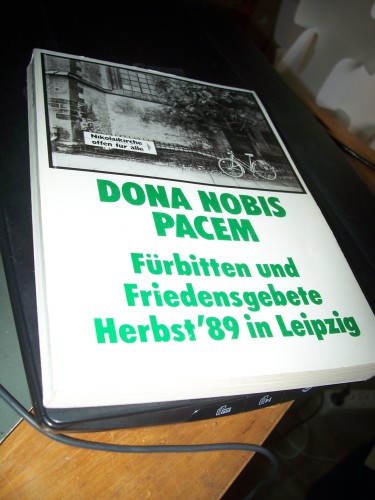 Nikolaikirche
offen für alle
DONA NOBIS
PACEM
Fürbitten und
Friedensgebete
Herbst'89 in Leipzig